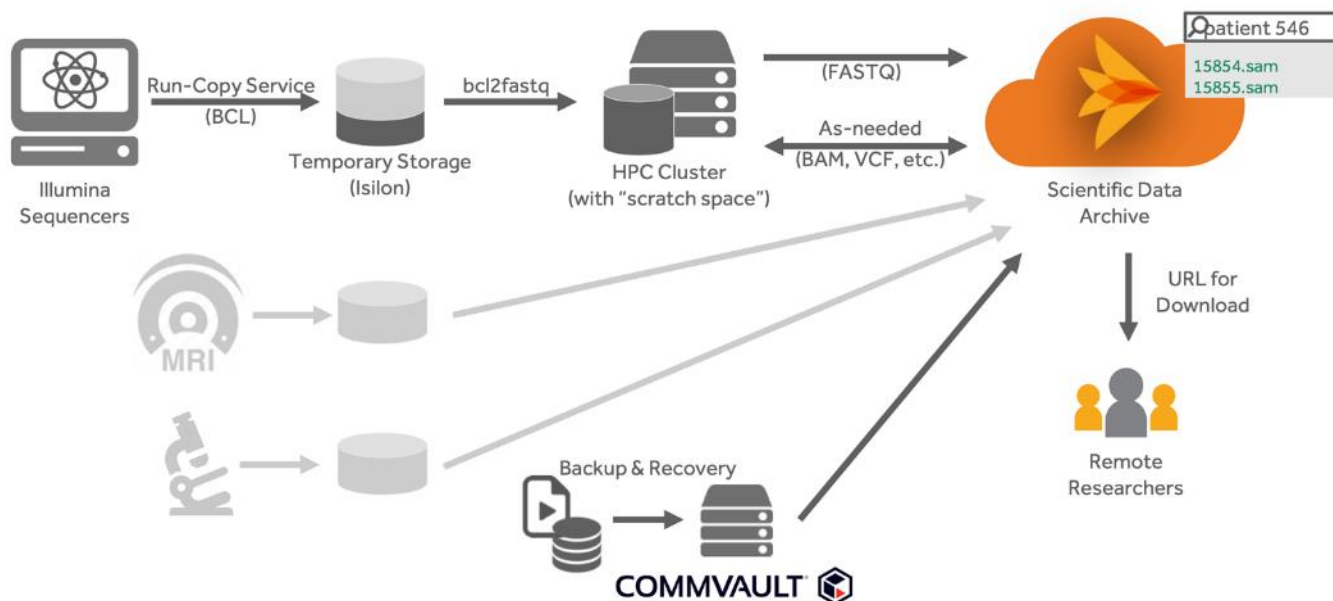 patient 546
15854.sam
15855.sam
Run-Copy Service
(BCL)
bcl2fastq
(FASTQ)
As-needed
(BAM, VCF, etc.)
Illumina
Sequencers
Temporary Storage
(Isilon)
HPC Cluster
(with “scratch space”)
Scientific Data
Archive
URL for
Download
MRI
Remote
Researchers
Backup & Recovery
COMMVAULT